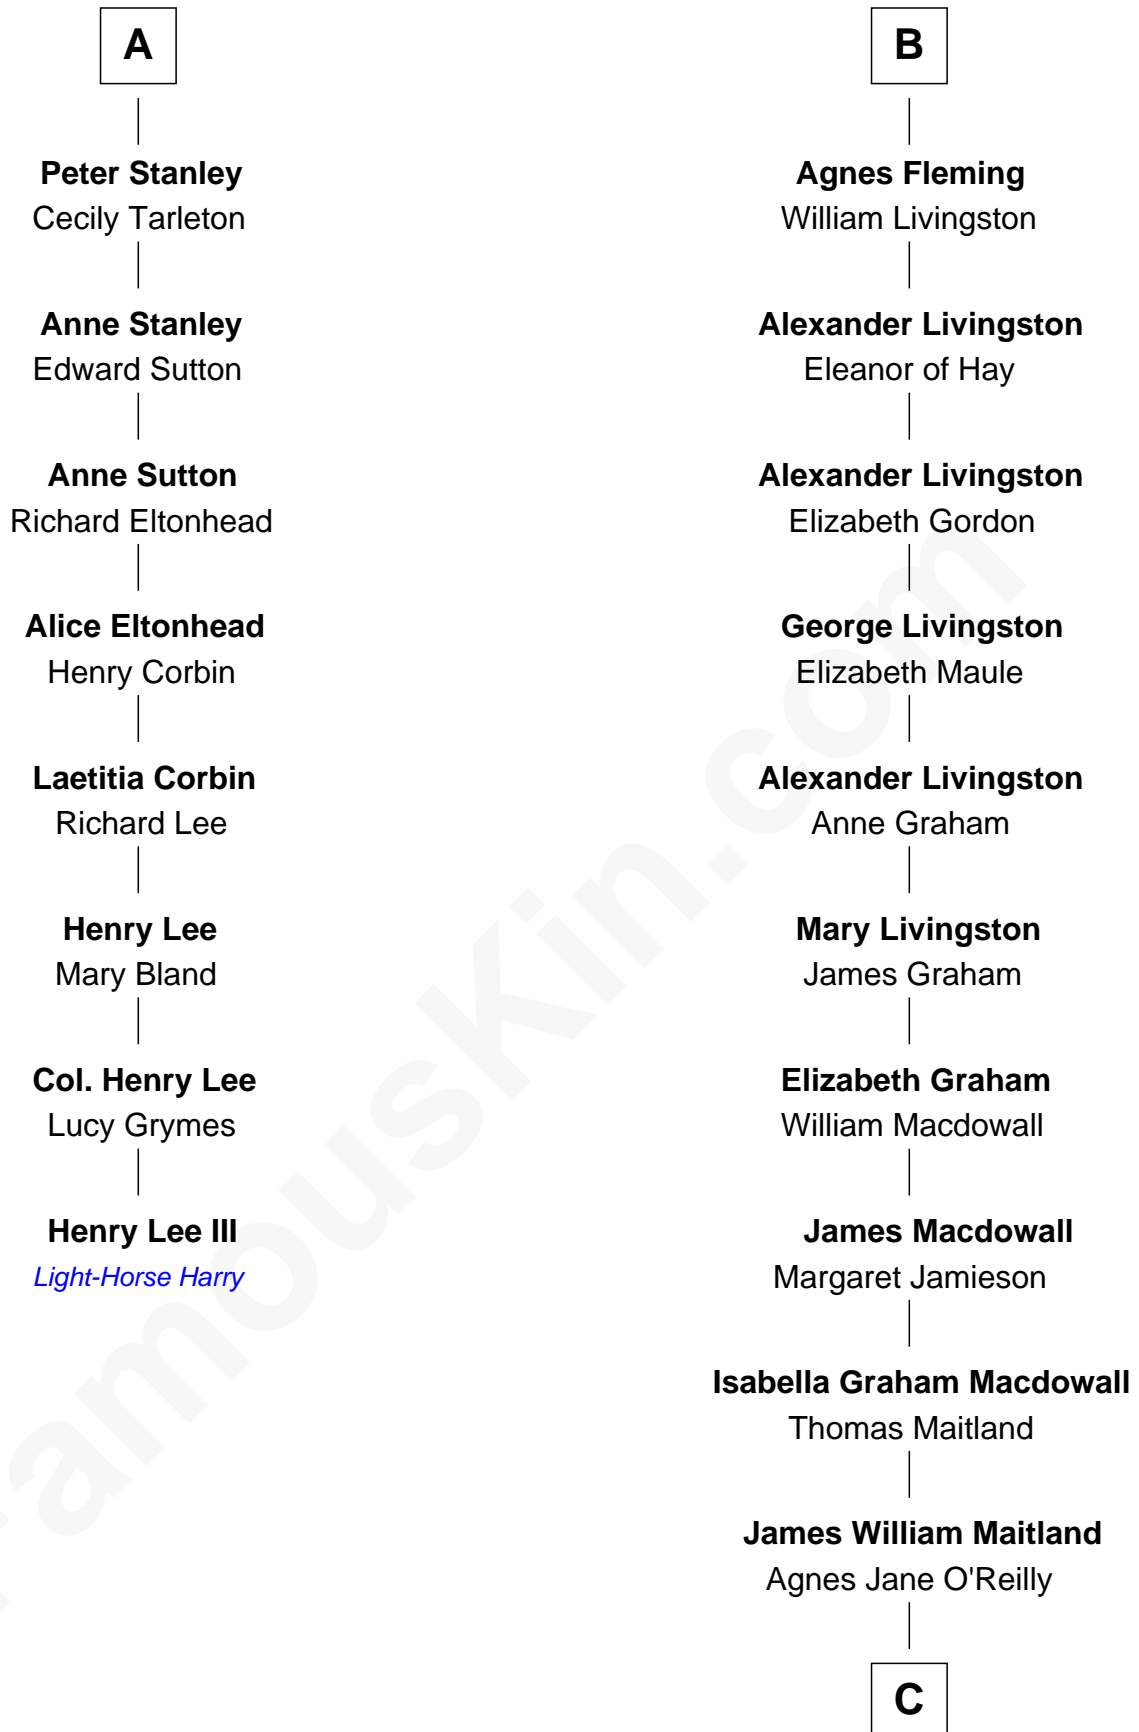 A
Peter Stanley
Cecily Tarleton
Anne Stanley
Edward Sutton
Anne Sutton
Richard Eltonhead
Alice Eltonhead
Henry Corbin
Laetitia Corbin
Richard Lee
Henry Lee
Mary Bland
Col. Henry Lee
Lucy Grymes
Henry Lee III
Light-Horse Harry
B
Agnes Fleming
William Livingston
Alexander Livingston
Eleanor of Hay
Alexander Livingston
Elizabeth Gordon
George Livingston
Elizabeth Maule
Alexander Livingston
Anne Graham
Mary Livingston
James Graham
Elizabeth Graham
William Macdowall
James Macdowall
Margaret Jamieson
Isabella Graham Macdowall
Thomas Maitland
James William Maitland
Agnes Jane O'Reilly
C
FamousKin.com